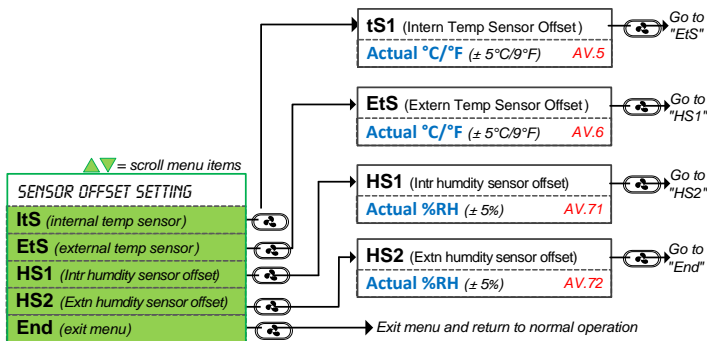 tS1 (Intern Temp Sensor Offset)
Actual °C/°F (± 5°C/9°F) AV.5
Go to "EtS"
EtS (Extern Temp Sensor Offset)
Actual °C/°F (± 5°C/9°F) AV.6
Go to "HS1"
HS1 (Intr humdity sensor offset)
Actual %RH (± 5%) AV.71
Go to "HS2"
HS2 (Extn humdity sensor offset)
Actual %RH (± 5%) AV.72
Go to "End"
= scroll menu items
SENSOR OFFSET SETTING
ItS (internal temp sensor)
EtS (external temp sensor)
HS1 (Intr humdity sensor offset)
HS2 (Extn humdity sensor offset)
End (exit menu)
Exit menu and return to normal operation